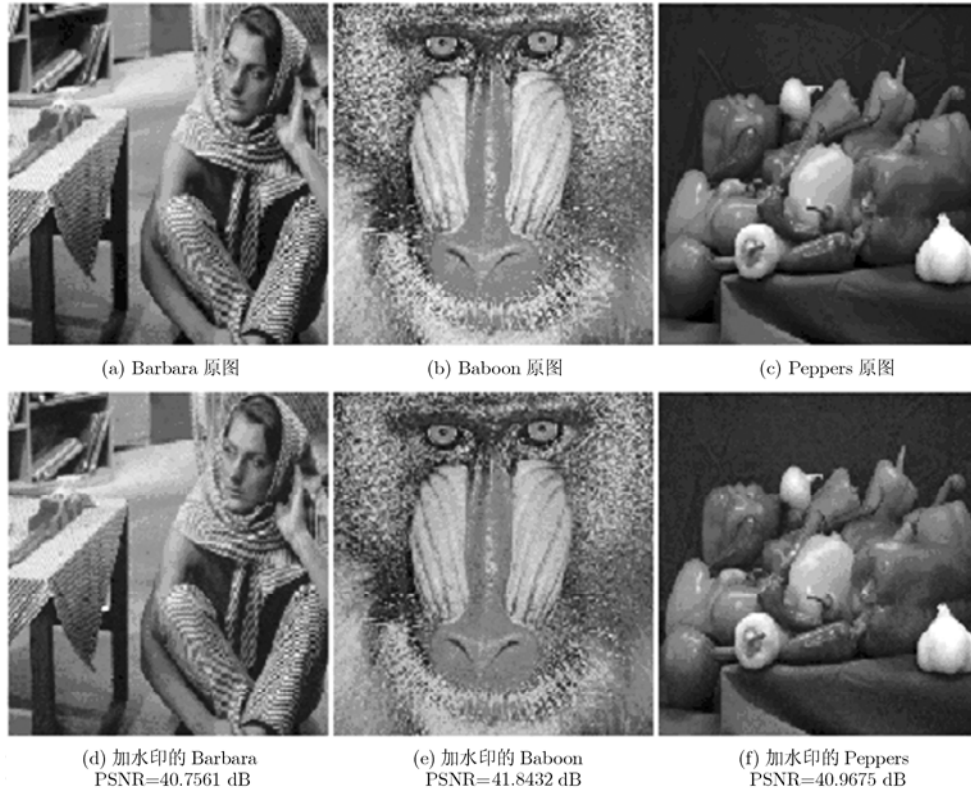 (a) Barbara 原图
(b) Baboon 原图
(c) Peppers 原图
(d) 加水印的 Barbara
PSNR=40.7561 dB
(e) 加水印的 Baboon
PSNR=41.8432 dB
(f) 加水印的 Peppers
PSNR=40.9675 dB